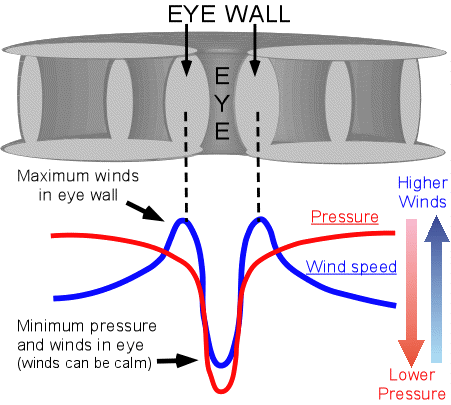 EYE WALL
E
Y
E
Maximum winds
in eye wall
Higher
Winds
Pressure
Wind speed
Minimum pressure
and winds in eye
(winds can be calm)
Lower
Pressure